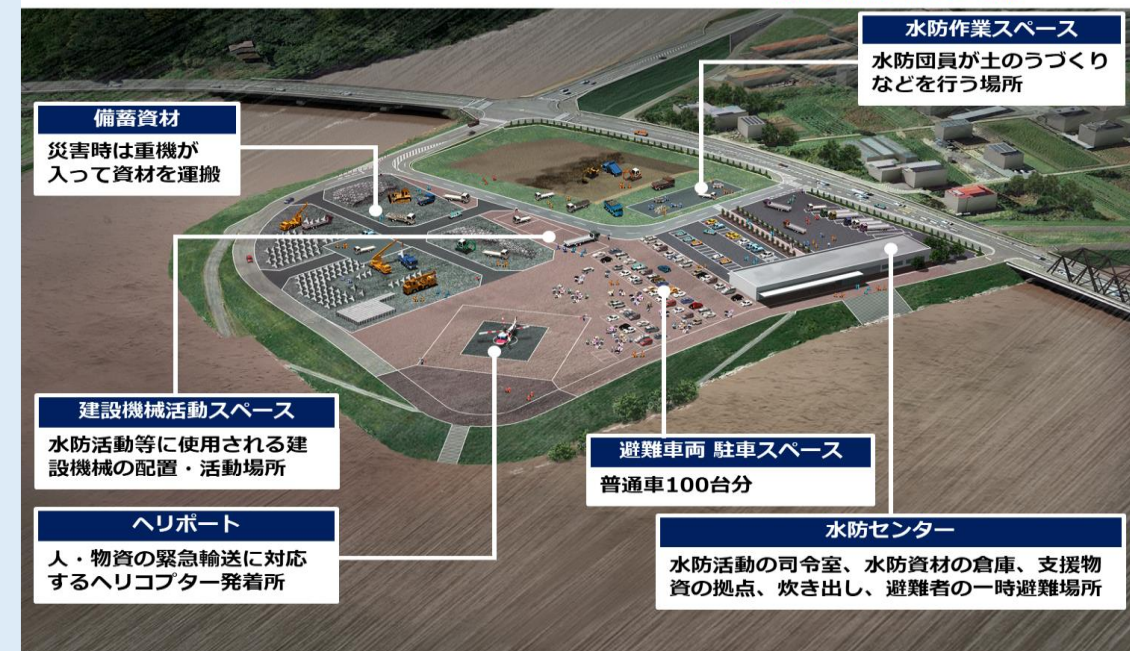 水防作業スペース
水防団員が土のうづくり
などを行う場所
備蓄資材
災害時は重機が
入って資材を運搬
建設機械活動スペース
水防活動等に使用される建
設機械の配置・活動場所
避難車両 駐車スペース
普通車100台分
ヘリポート
人・物資の緊急輸送に対応
するヘリコプター発着所
水防センター
水防活動の司令室、水防資材の倉庫、支援物
資の拠点、炊き出し、避難者の一時避難場所